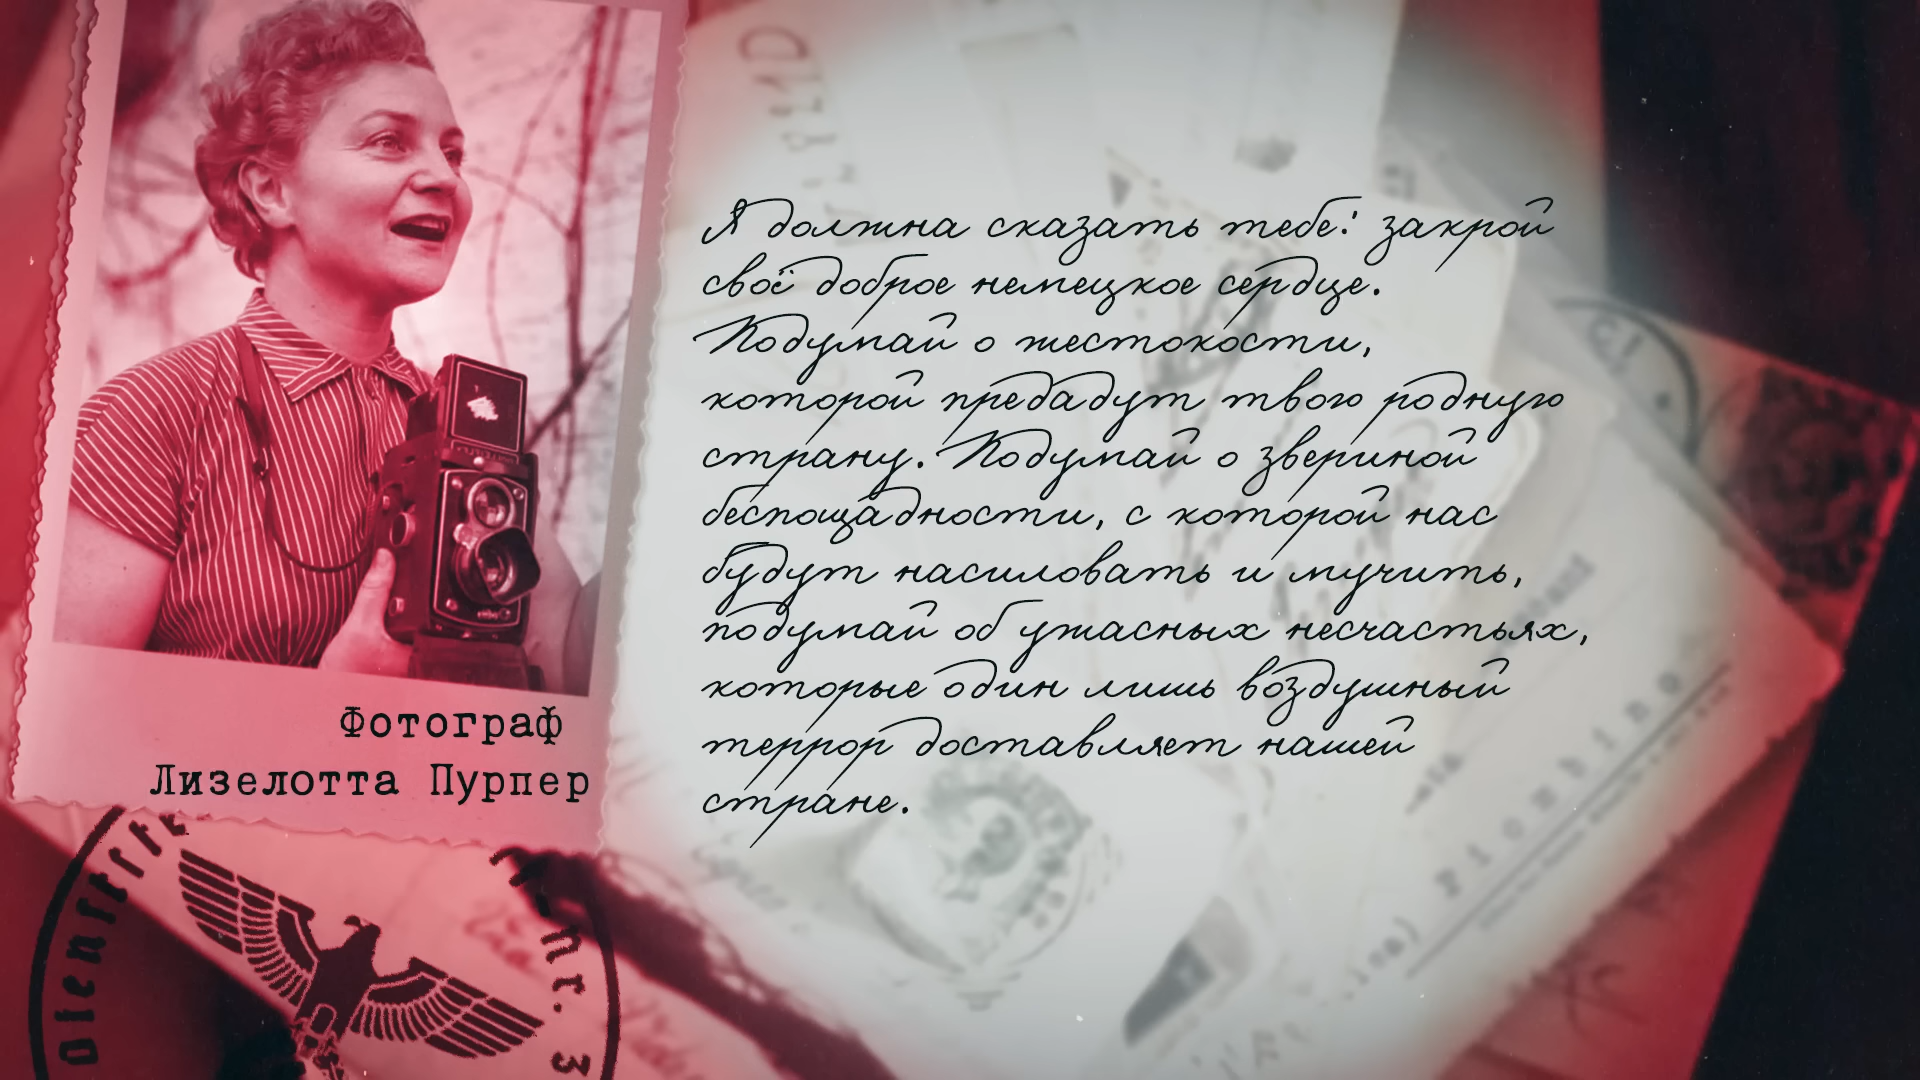 Я должна сказать тебе: закрой
своё доброе немецкое сердце.
Подумай о жестокости,
которой предадут твою родную
страну. Подумай о звериной
беспощадности, с которой нас
будут насиловать и мучить,
подумай об ужасных несчастьях,
которые один лишь воздушный
террор доставляет нашей
стране.
Фотограф
Лизелотта Пурпер
Piombino